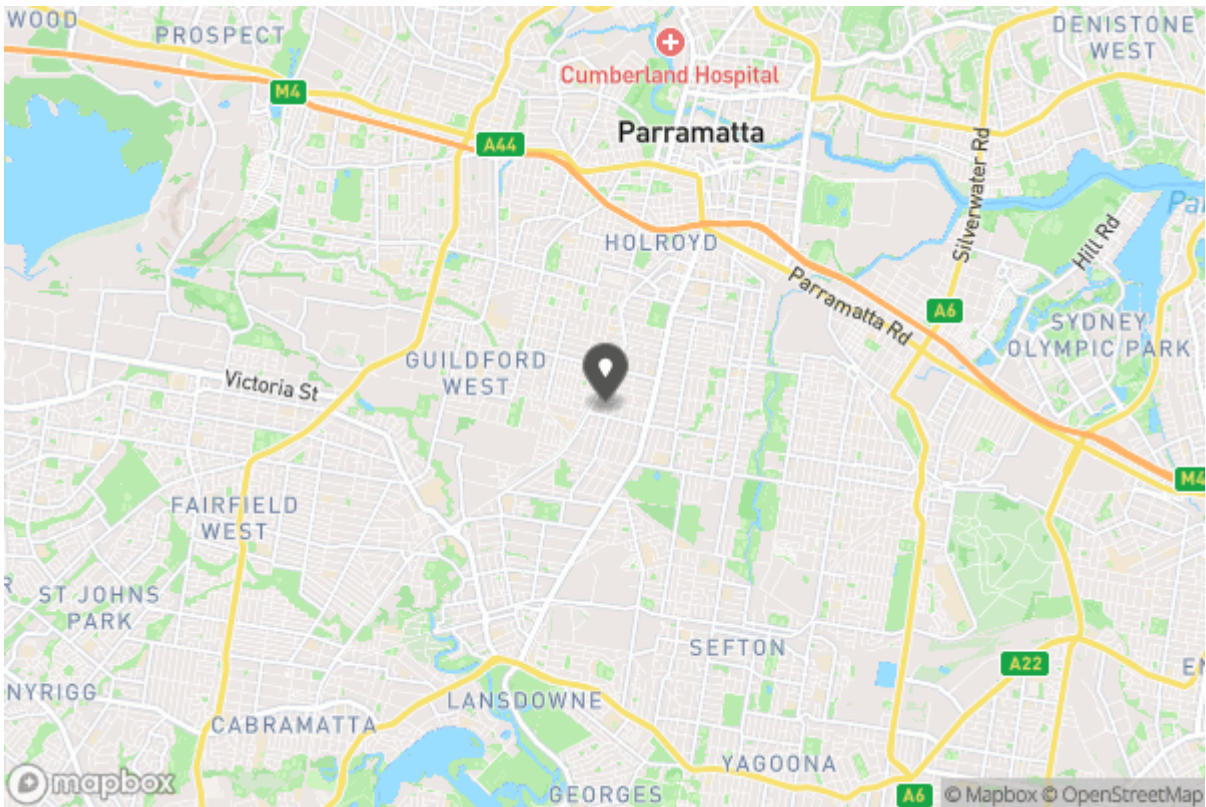 WOOD
PROSPECT
DENISTONE
WEST
Cumberland Hospital
M4
Parramatta
A44
Silverwater Rd
Par
Hill Rd
HOLROYD
Parramatta Rd
A6
SYDNEY
OLYMPIC PARK
GUILDFORD
WEST
Victoria St
M4
FAIRFIELD
WEST
R
ST JOHNS
PARK
SEFTON
A22
EN
NYRIGG
LANSDOWNE
CABRAMATTA
YAGOONA
GEORGES
A6
mapbox
© Mapbox © OpenStreetMap